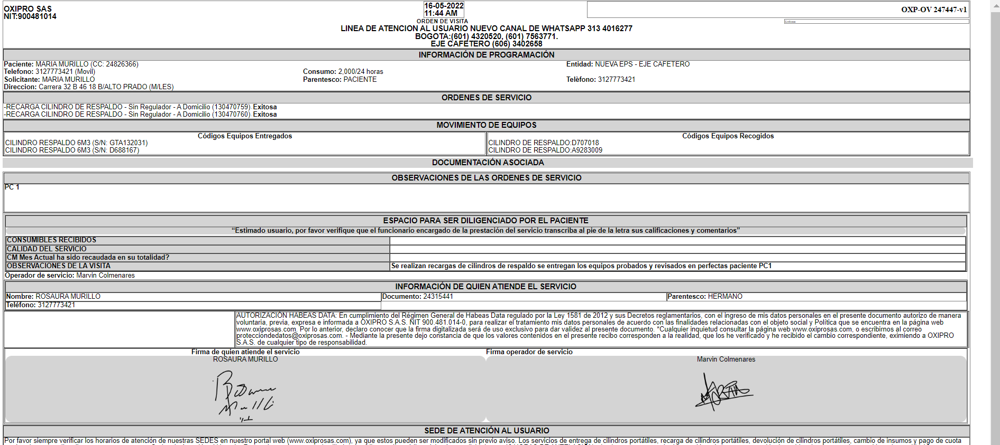 OXIPRO SAS
NIT:900481014
16-05-2022
11:44 AM
OXP-OV 247447-v1
Exitosa
ORDEN DE VISITA
LINEA DE ATENCION AL USUARIO NUEVO CANAL DE WHATSAPP 313 4016277
BOGOTA:(601) 4320520, (601) 7563771.
EJE CAFETERO (606) 3402658
INFORMACIÓN DE PROGRAMACIÓN
Paciente: MARIA MURILLO (CC: 24826366)
Entidad: NUEVA EPS - EJE CAFETERO
Telefono: 3127773421 (Movil)
Consumo: 2,000/24 horas
Solicitante: MARIA MURILLO
Parentesco: PACIENTE
Telèfono: 3127773421
Direccion: Carrera 32 B 46 18 B/ALTO PRADO (M/LES)
ORDENES DE SERVICIO
-RECARGA CILINDRO DE RESPALDO - Sin Regulador - A Domicilio (130470759) Exitosa
-RECARGA CILINDRO DE RESPALDO - Sin Regulador - A Domicilio (130470760) Exitosa
MOVIMIENTO DE EQUIPOS
Códigos Equipos Entregados
CILINDRO RESPALDO 6M3 (S/N: GTA132031)
CILINDRO RESPALDO 6M3 (S/N: D688167)
Códigos Equipos Recogidos
CILINDRO DE RESPALDO:D707018
CILINDRO DE RESPALDO:A9283009
DOCUMENTACIÓN ASOCIADA
OBSERVACIONES DE LAS ORDENES DE SERVICIO
PC 1
ESPACIO PARA SER DILIGENCIADO POR EL PACIENTE
“Estimado usuario, por favor verifique que el funcionario encargado de la prestación del servicio transcriba al pie de la letra sus calificaciones y comentarios”
CONSUMIBLES RECIBIDOS
CALIDAD DEL SERVICIO
CM Mes Actual ha sido recaudada en su totalidad?
OBSERVACIONES DE LA VISITA
Se realizan recargas de cilindros de respaldo se entregan los equipos probados y revisados en perfectas paciente PC1
Operador de servicio: Marvin Colmenares
INFORMACIÓN DE QUIEN ATIENDE EL SERVICIO
Nombre: ROSAURA MURILLO
Documento: 24315441
Parentesco: HERMANO
Teléfono: 3127773421
AUTORIZACIÓN HABEAS DATA: En cumplimiento del Régimen General de Habeas Data regulado por la Ley 1581 de 2012 y sus Decretos reglamentarios, con el ingreso de mis datos personales en el presente documento autorizo de manera
voluntaria, previa, expresa e informada a OXIPRO S.A.S. NIT 900.481.014-0, para realizar el tratamiento mis datos personales de acuerdo con las finalidades relacionadas con el objeto social y Política que se encuentra en la página web
www.oxiprosas.com. Por lo anterior, declaro conocer que la firma digitalizada será de uso exclusivo para dar validez al presente documento. *Cualquier inquietud consultar la página web www.oxiprosas.com, o escribirnos al correo
protecciondedatos@oxiprosas.com. - Mediante la presente dejo constancia de que los valores contenidos en el presente recibo corresponden a la realidad, que los he verificado y he recibido el cambio correspondiente, eximiendo a OXIPRO
S.A.S. de cualquier tipo de responsabilidad.
Firma de quien atiende el servicio
ROSAURA MURILLO
Firma operador de servicio
Marvin Colmenares
SEDE DE ATENCIÓN AL USUARIO
Por favor siempre verificar los horarios de atención de nuestras SEDES en nuestro portal web (www.oxiprosas.com), ya que estos pueden ser modificados sin previo aviso. Los servicios de entrega de cilindros portátiles, recarga de cilindros portátiles, devolución de cilindros portátiles, cambio de insumos y pago de cuota